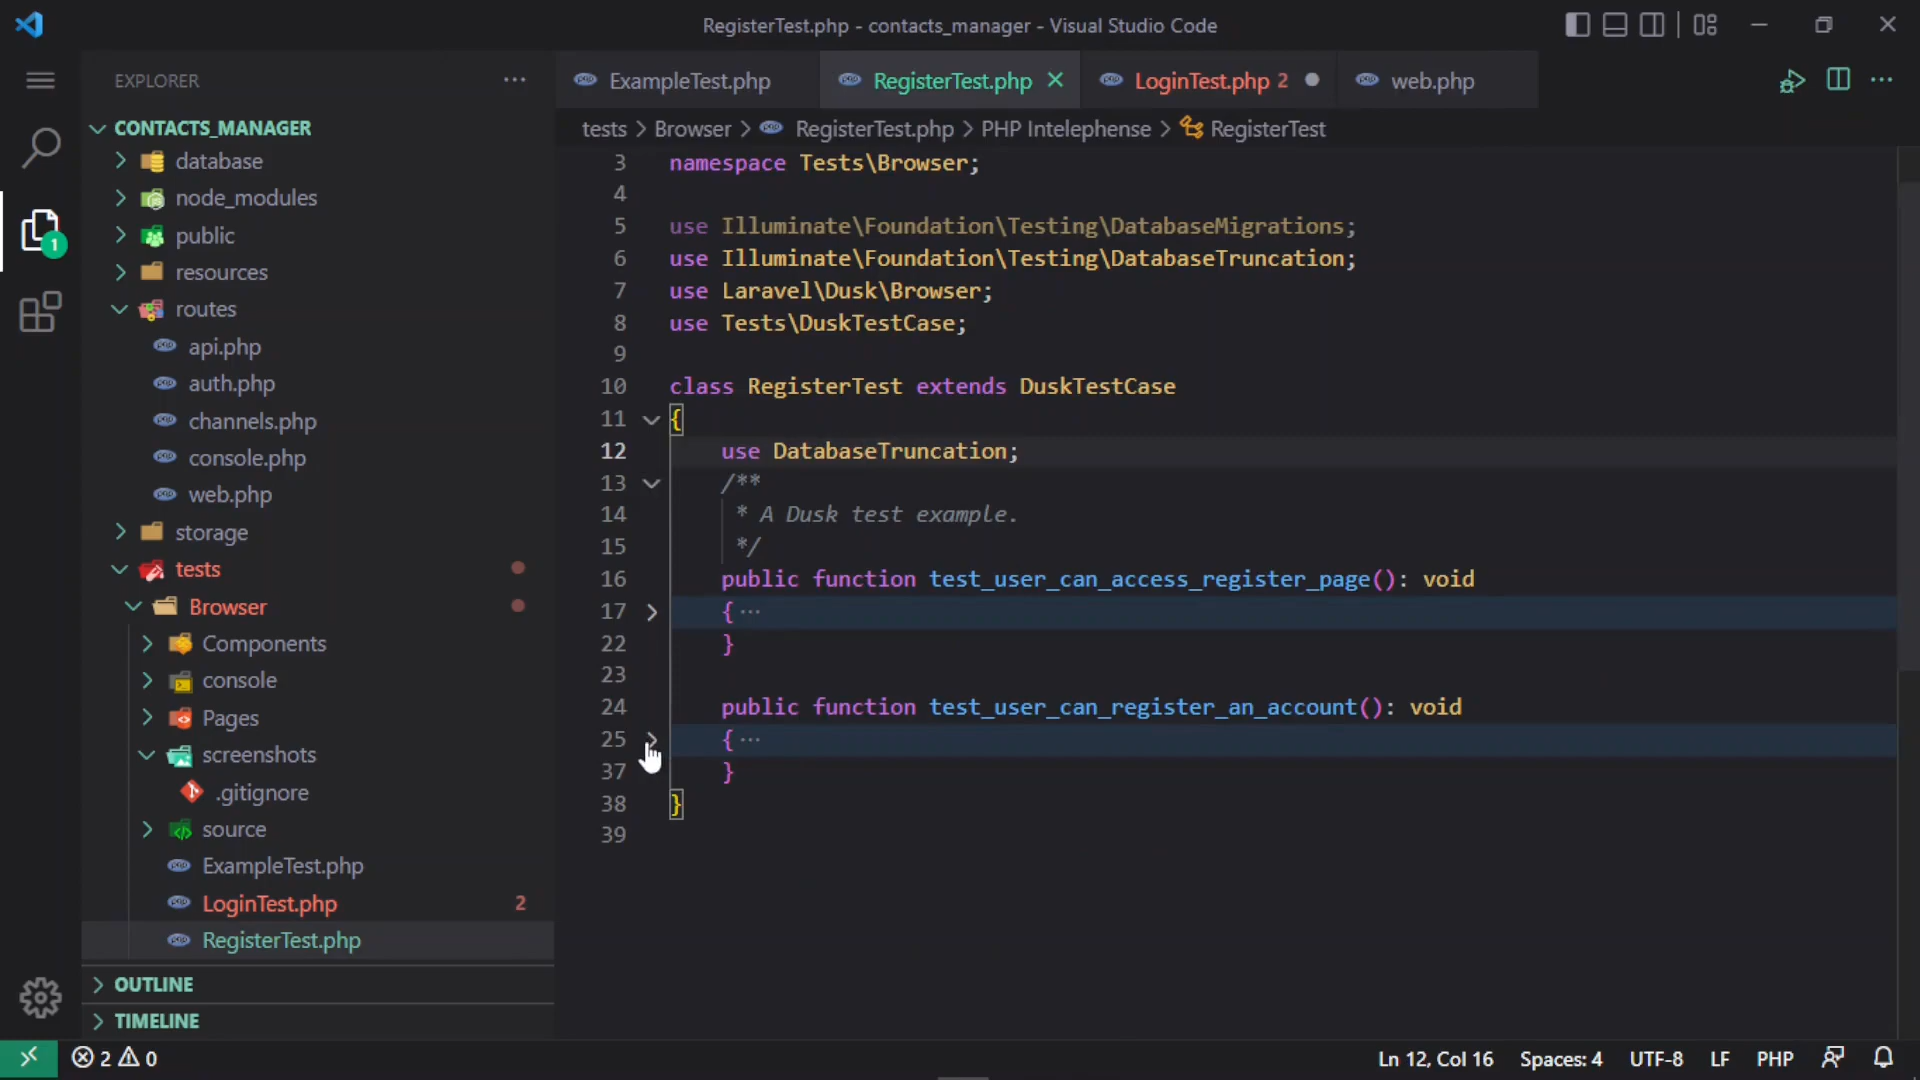 RegisterTest.php - contacts_manager - Visual Studio Code
EXPLORER
ExampleTest.php
RegisterTest.php
LoginTest.php 2
web.php
CONTACTS_MANAGER
database
node_modules
public
resources
routes
api.php
auth.php
channels.php
console.php
web.php
storage
tests
Browser
Components
console
Pages
screenshots
.gitignore
source
ExampleTest.php
LoginTest.php 2
RegisterTest.php
OUTLINE
TIMELINE
1
tests > Browser > RegisterTest.php > PHP Intelephense > RegisterTest
3 namespace Tests\Browser;
4
5 use Illuminate\Foundation\Testing\DatabaseMigrations;
6 use Illuminate\Foundation\Testing\DatabaseTruncation;
7 use Laravel\Dusk\Browser;
8 use Tests\DuskTestCase;
9
10 class RegisterTest extends DuskTestCase
11 {
12 use DatabaseTruncation;
13 /**
14 * A Dusk test example.
15 */
16 public function test_user_can_access_register_page(): void
17 { ···
22 }
23
24 public function test_user_can_register_an_account(): void
25 { ···
37 }
38 }
39
2 0
Ln 12, Col 16
Spaces: 4
UTF-8
LF
PHP